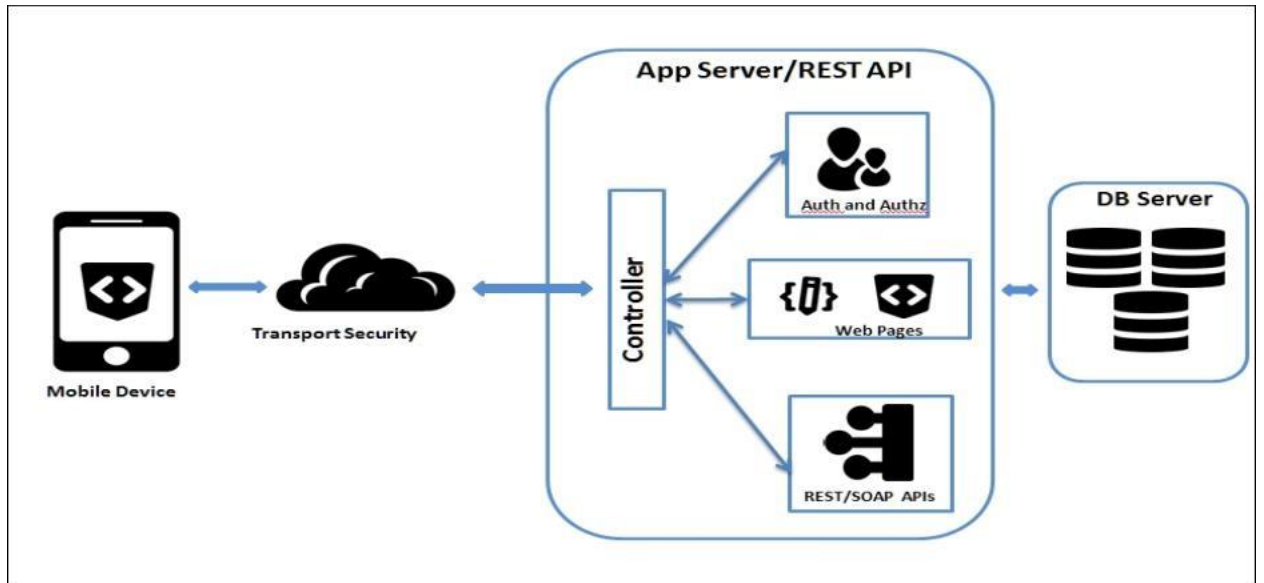 App Server/REST API
Auth and Authz
DB Server
Controller
Web Pages
Transport Security
Mobile Device
REST/SOAP APIs